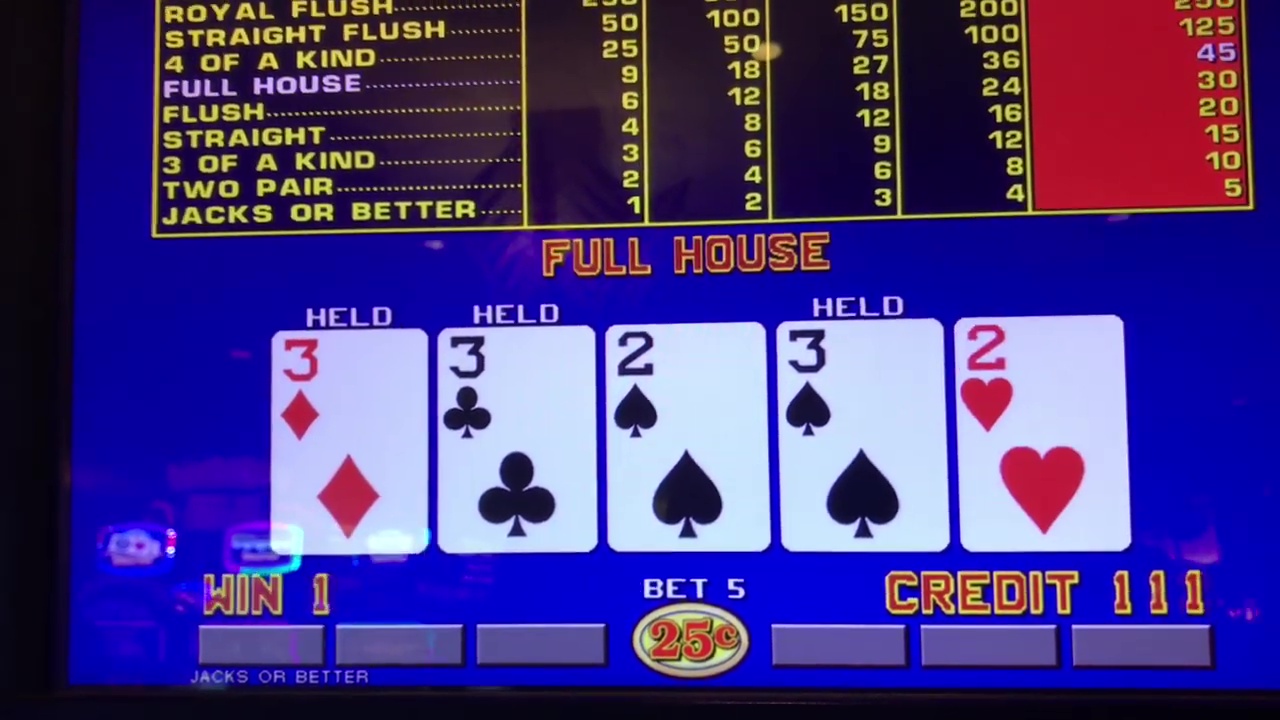 ROYAL FLUSH 250 200 250
STRAIGHT FLUSH 50 100 150 200 250
4 OF A KIND 25 50 75 100 125
FULL HOUSE 9 18 27 36 45
FLUSH 6 12 18 24 30
STRAIGHT 4 8 12 16 20
3 OF A KIND 3 6 9 12 15
TWO PAIR 2 4 6 8 10
JACKS OR BETTER 1 2 3 4 5
FULL HOUSE
HELD HELD HELD
3 3 2 3 2
WIN 1 BET 5 CREDIT 111
25¢
JACKS OR BETTER